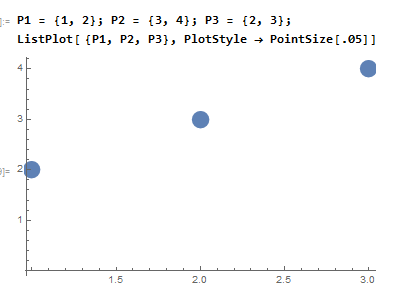 ]:= P1 = {1, 2}; P2 = {3, 4}; P3 = {2, 3};
ListPlot[ {P1, P2, P3}, PlotStyle → PointSize[.05]]
4
3
9]= 2
1
1.5 2.0 2.5 3.0